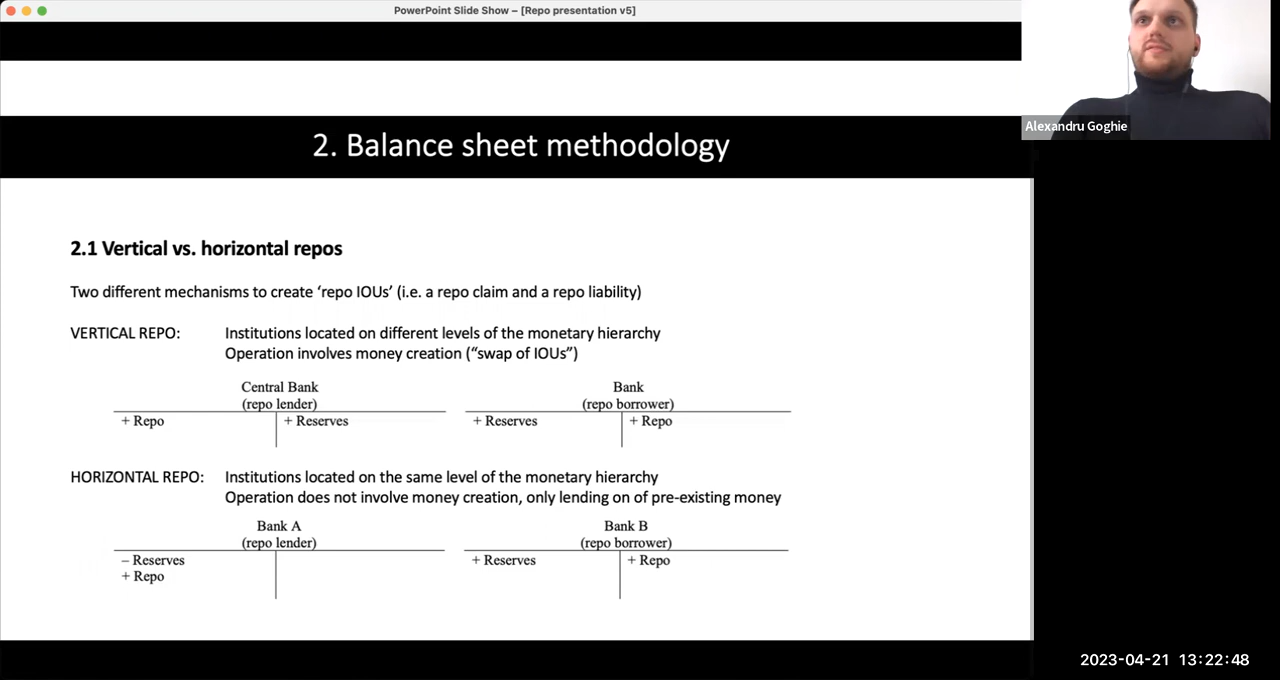 PowerPoint Slide Show – [Repo presentation v5]
Alexandru Goghie
2. Balance sheet methodology
2.1 Vertical vs. horizontal repos
Two different mechanisms to create ‘repo IOUs’ (i.e. a repo claim and a repo liability)
VERTICAL REPO: Institutions located on different levels of the monetary hierarchy
Operation involves money creation (“swap of IOUs”)
Central Bank Bank
(repo lender) (repo borrower)
+ Repo + Reserves + Reserves + Repo
HORIZONTAL REPO: Institutions located on the same level of the monetary hierarchy
Operation does not involve money creation, only lending on of pre-existing money
Bank A Bank B
(repo lender) (repo borrower)
– Reserves + Reserves + Repo
+ Repo
2023-04-21 13:22:48